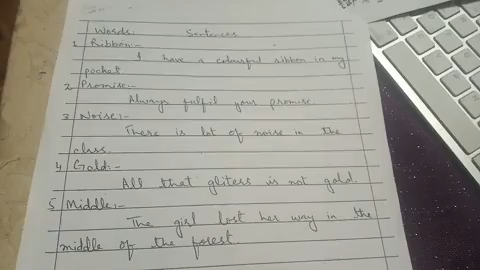 Words:- Sentences
1 Ribbon:-
I have a colourful ribbon in my
pocket
2 Promise:-
Always fulfil your promise.
3 Noise:-
There is lot of noise in the
class.
4 Gold:-
All that gliters is not gold.
5 Middle:-
The girl lost her way in the
middle of the forest.